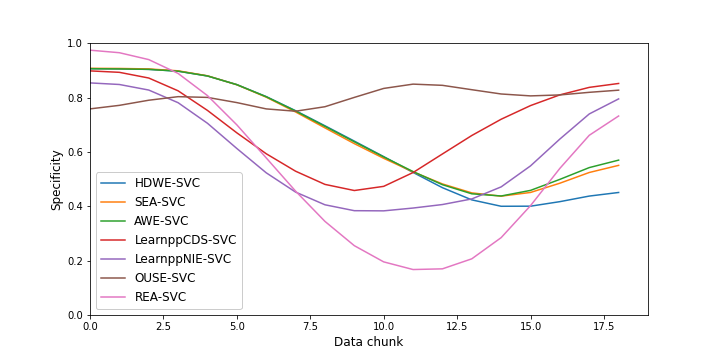 1.0
0.8
0.6
0.4
0.2
0.0
Specificity
HDWE-SVC
SEA-SVC
AWE-SVC
LearnppCDS-SVC
LearnppNIE-SVC
OUSE-SVC
REA-SVC
0.0 2.5 5.0 7.5 10.0 12.5 15.0 17.5
Data chunk